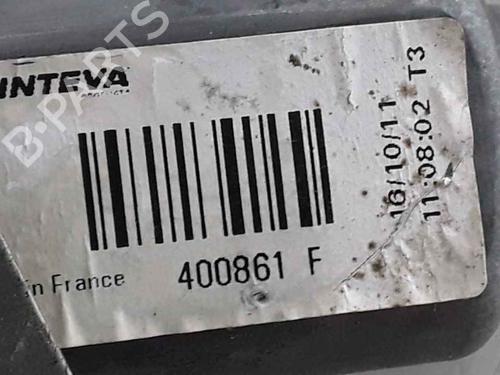 INTEVA
B-PARTS
16/10/11
11:08:02 T3
in France
400861 F